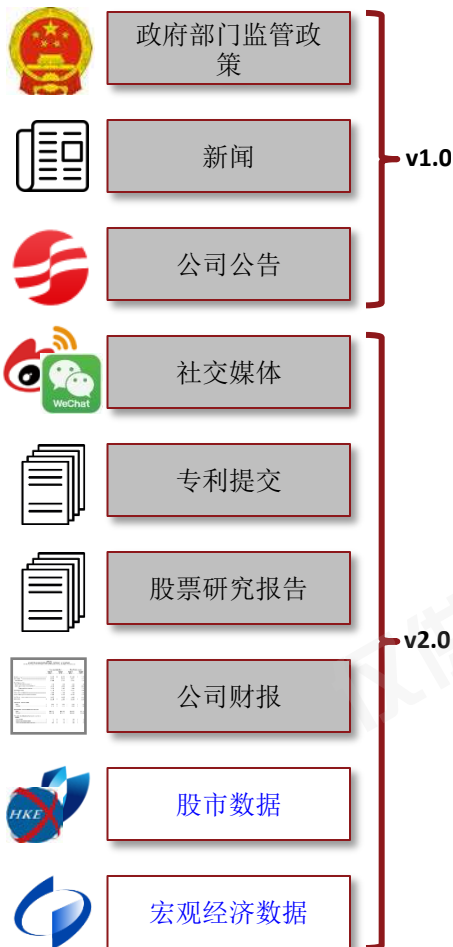 政府部门监管政
策
新闻
v1.0
公司公告
社交媒体
WeChat
专利提交
股票研究报告
v2.0
公司财报
股市数据
HKEX
宏观经济数据